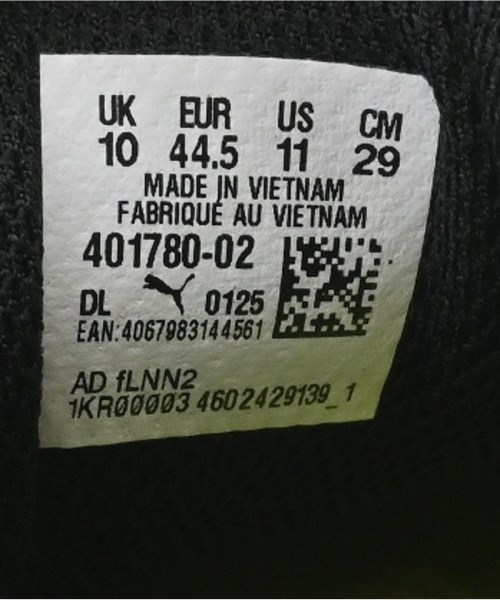 UK EUR US CM
10 44.5 11 29
MADE IN VIETNAM
FABRIQUÉ AU VIETNAM
401780-02
DL 0125
EAN:4067983144561
AD fLNN2
1KR00003 4602429139_1